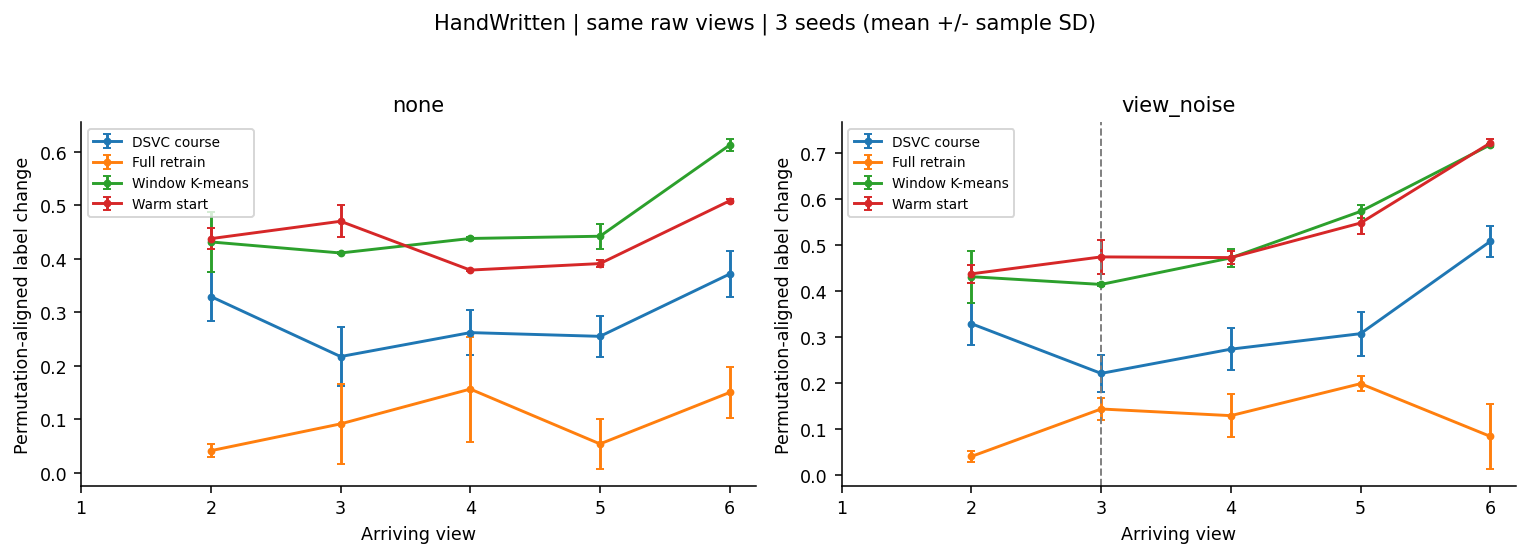 HandWritten | same raw views | 3 seeds (mean +/- sample SD)
none
DSVC course
Full retrain
Window K-means
Warm start
Permutation-aligned label change
0.6
0.5
0.4
0.3
0.2
0.1
0.0
1 2 3 4 5 6
Arriving view
view_noise
DSVC course
Full retrain
Window K-means
Warm start
Permutation-aligned label change
0.7
0.6
0.5
0.4
0.3
0.2
0.1
0.0
1 2 3 4 5 6
Arriving view